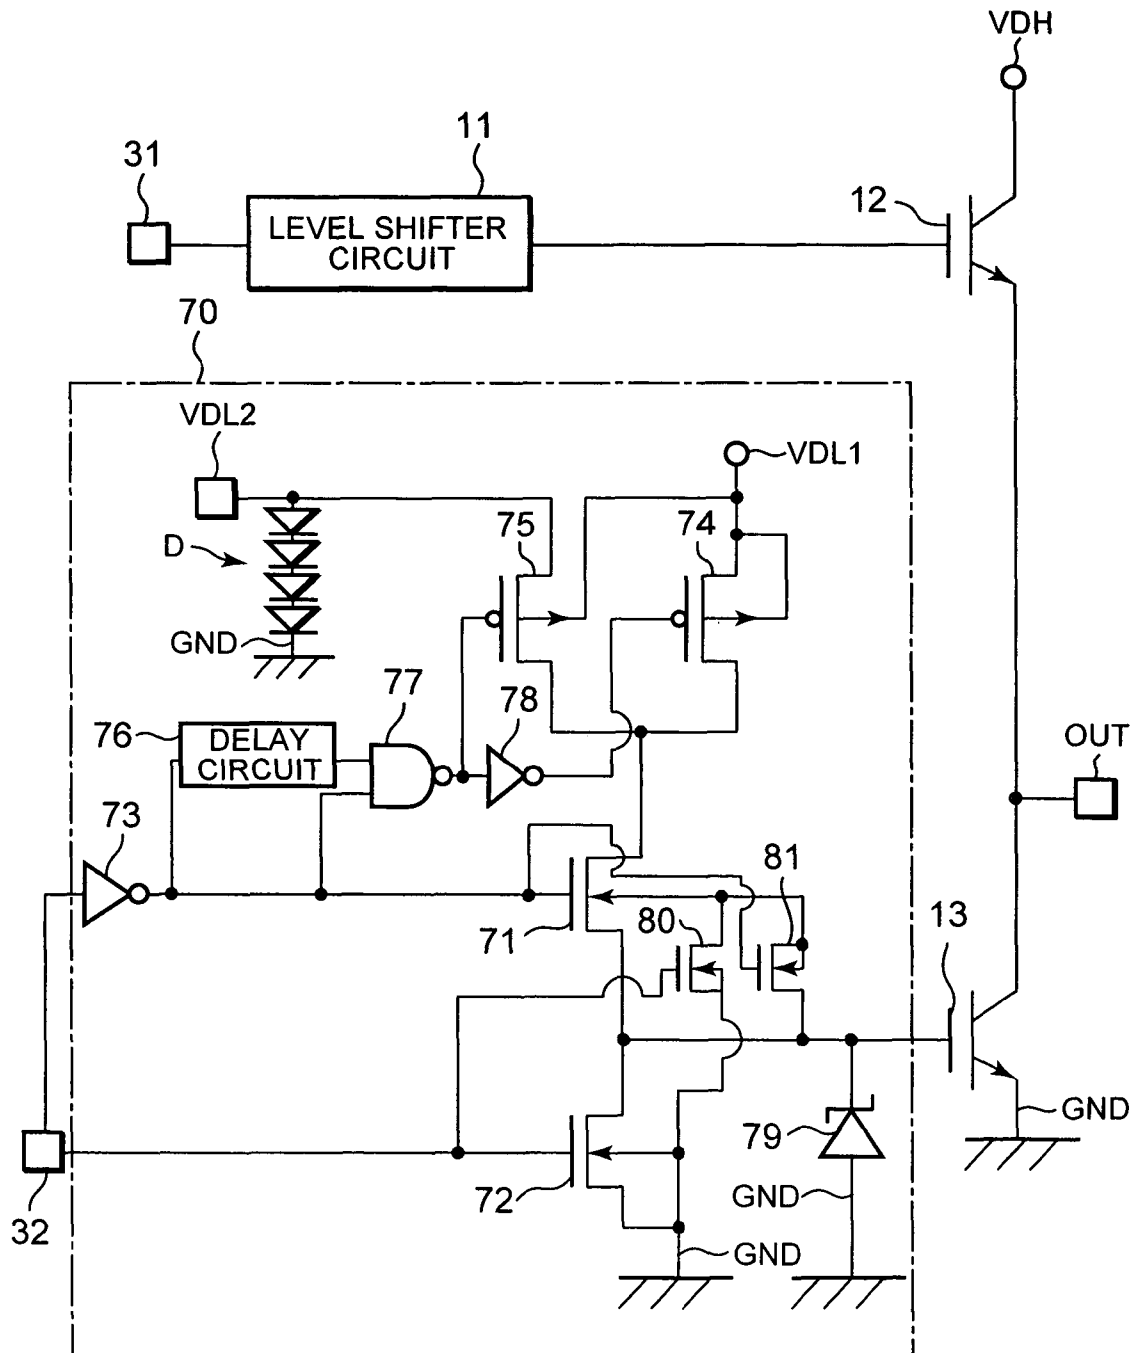 VDH
11
31
12
LEVEL SHIFTER
CIRCUIT
70
VDL2
VDL1
75
74
D
GND
77
78
76
DELAY
CIRCUIT
OUT
73
81
80
13
71
GND
79
72
GND
32
GND